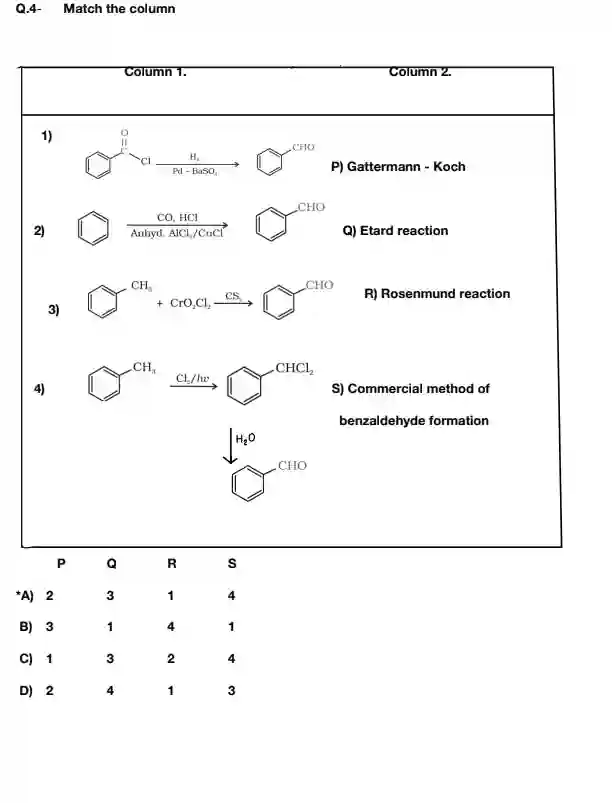 Q.4- Match the column
Column 1. Column 2.
1)
O
||
C
Cl
H₂
Pd - BaSO₄
CHO
P) Gattermann - Koch
2)
CO, HCl
Anhyd. AlCl₃/CuCl
CHO
Q) Etard reaction
3)
CH₃
+ CrO₂Cl₂
CS₂
CHO
R) Rosenmund reaction
4)
CH₃
Cl₂/hν
CHCl₂
S) Commercial method of
benzaldehyde formation
H₂O
CHO
P Q R S
*A) 2 3 1 4
B) 3 1 4 1
C) 1 3 2 4
D) 2 4 1 3